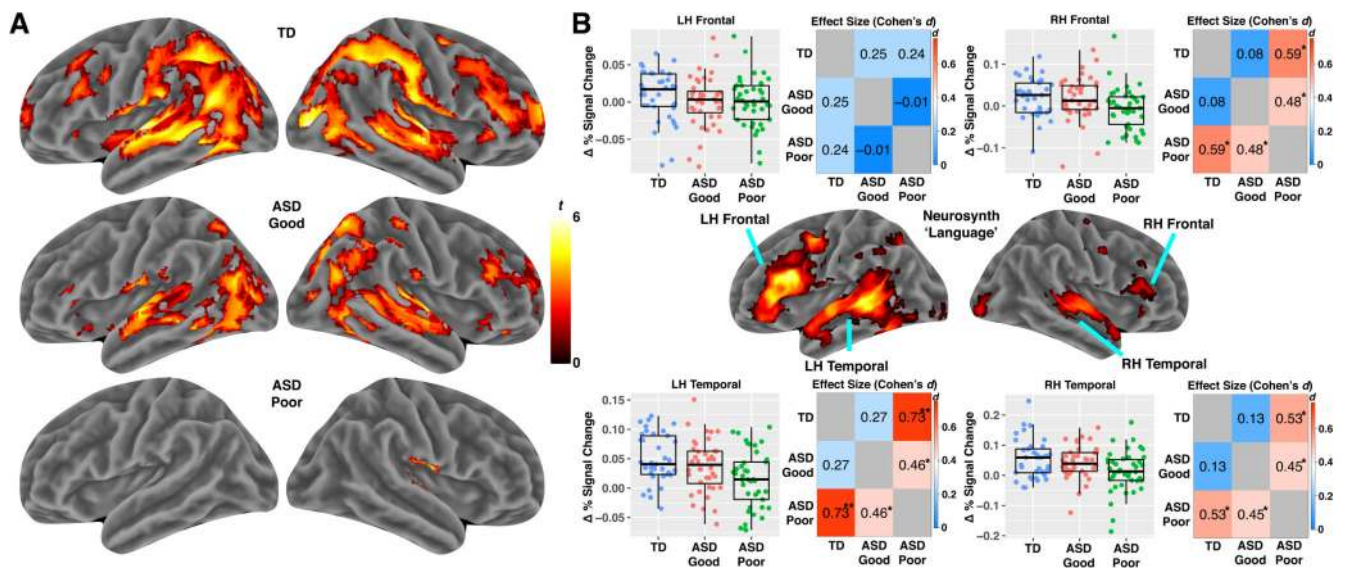 A
TD
ASD
Good
t
6
0
ASD
Poor
B
LH Frontal
Δ % Signal Change
0.05
0.00
−0.05
TD
ASD
Good
ASD
Poor
Effect Size (Cohen's d)
d
TD
0.25
0.24
ASD
Good
0.25
−0.01
ASD
Poor
0.24
−0.01
TD
ASD
Good
ASD
Poor
0.6
0.4
0.2
0
RH Frontal
Δ % Signal Change
0.1
0.0
−0.1
TD
ASD
Good
ASD
Poor
Effect Size (Cohen's d)
d
TD
0.08
0.59*
ASD
Good
0.08
0.48*
ASD
Poor
0.59*
0.48*
TD
ASD
Good
ASD
Poor
0.6
0.4
0.2
0
LH Frontal
Neurosynth
'Language'
RH Frontal
LH Temporal
RH Temporal
LH Temporal
Δ % Signal Change
0.15
0.10
0.05
0.00
−0.05
TD
ASD
Good
ASD
Poor
Effect Size (Cohen's d)
d
TD
0.27
0.73**
ASD
Good
0.27
0.46*
ASD
Poor
0.73**
0.46*
TD
ASD
Good
ASD
Poor
0.6
0.4
0.2
0
RH Temporal
Δ % Signal Change
0.2
0.1
0.0
−0.1
−0.2
TD
ASD
Good
ASD
Poor
Effect Size (Cohen's d)
d
TD
0.13
0.53*
ASD
Good
0.13
0.45*
ASD
Poor
0.53*
0.45*
TD
ASD
Good
ASD
Poor
0.6
0.4
0.2
0